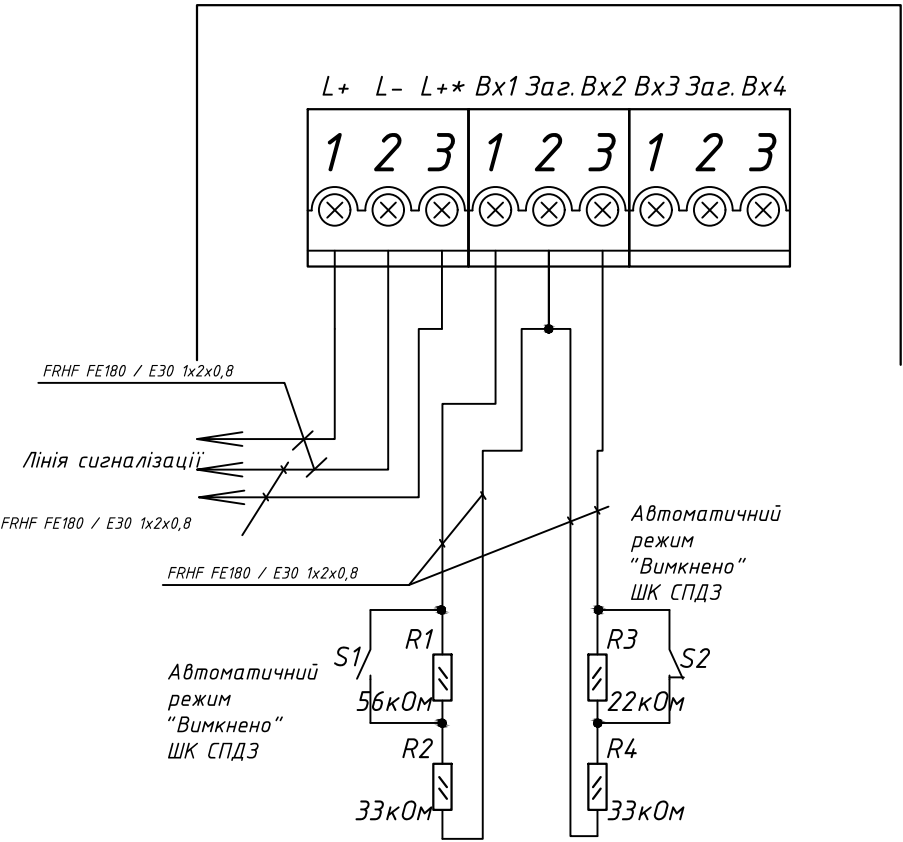 L+ L- L+* Вх1 Заг. Вх2 Вх3 Заг. Вх4
1 2 3 1 2 3 1 2 3
FRHF FE180 / E30 1x2x0,8
Лінія сигналізації
FRHF FE180 / E30 1x2x0,8
FRHF FE180 / E30 1x2x0,8
Автоматичний
режим
"Вимкнено"
ШК СПДЗ
S1
R1
56кОм
R2
33кОм
Автоматичний
режим
"Вимкнено"
ШК СПДЗ
R3
S2
22кОм
R4
33кОм